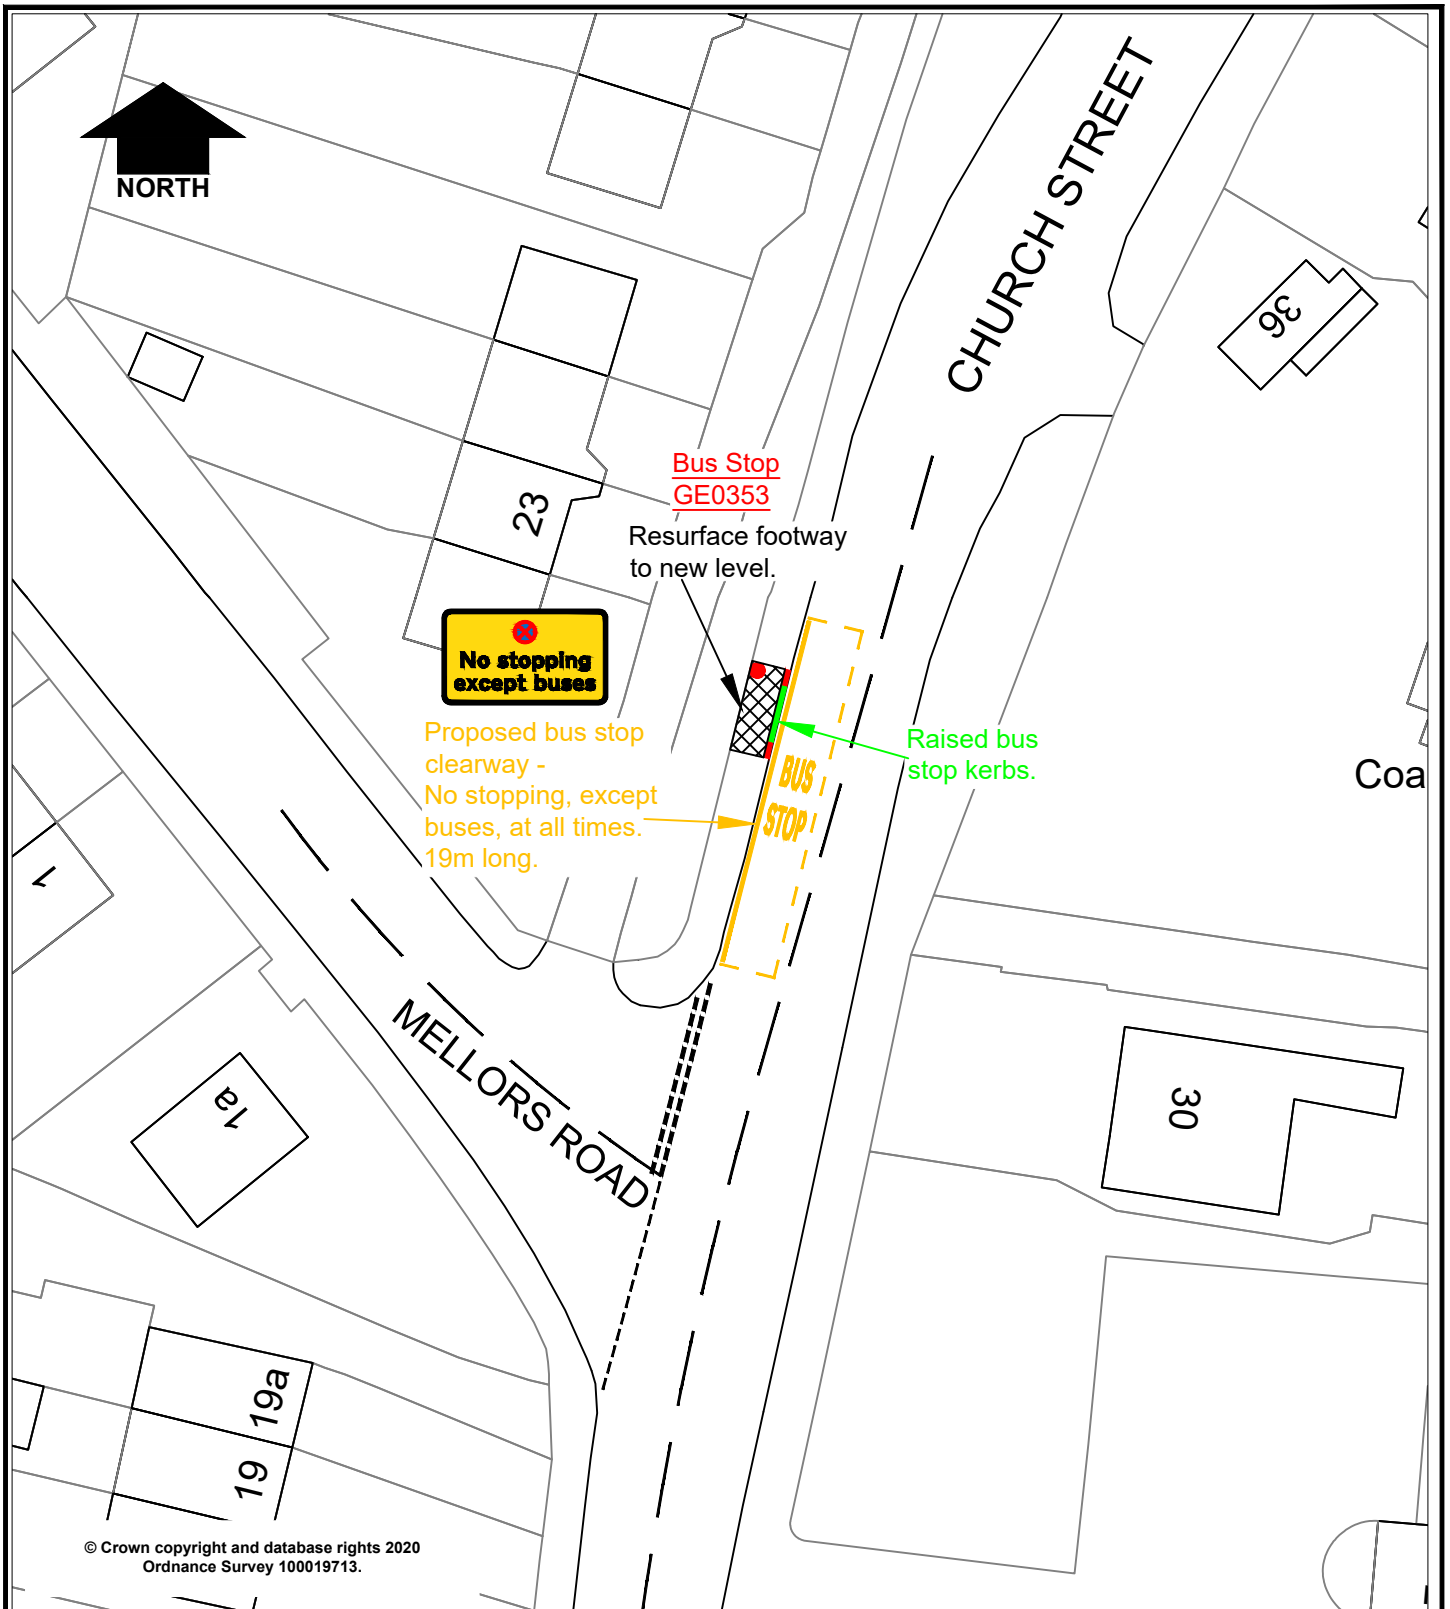 NORTH
CHURCH STREET
36
Bus Stop
GE0353
23
Resurface footway
to new level.
No stopping
except buses
Proposed bus stop
clearway -
No stopping, except
buses, at all times.
19m long.
Raised bus
stop kerbs.
BUS
STOP
Coa
1
MELLORS ROAD
1a
30
19a
19
© Crown copyright and database rights 2020
Ordnance Survey 100019713.